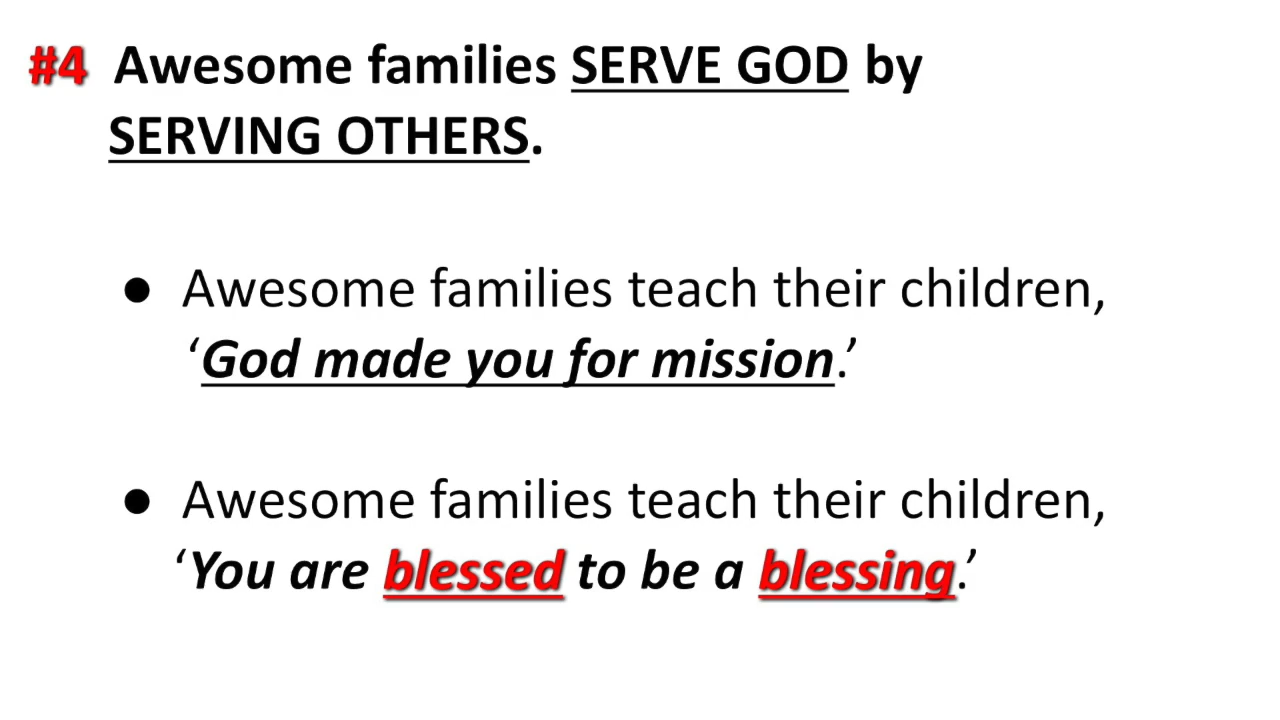 #4 Awesome families SERVE GOD by
SERVING OTHERS.
● Awesome families teach their children,
‘God made you for mission.’
● Awesome families teach their children,
‘You are blessed to be a blessing.’